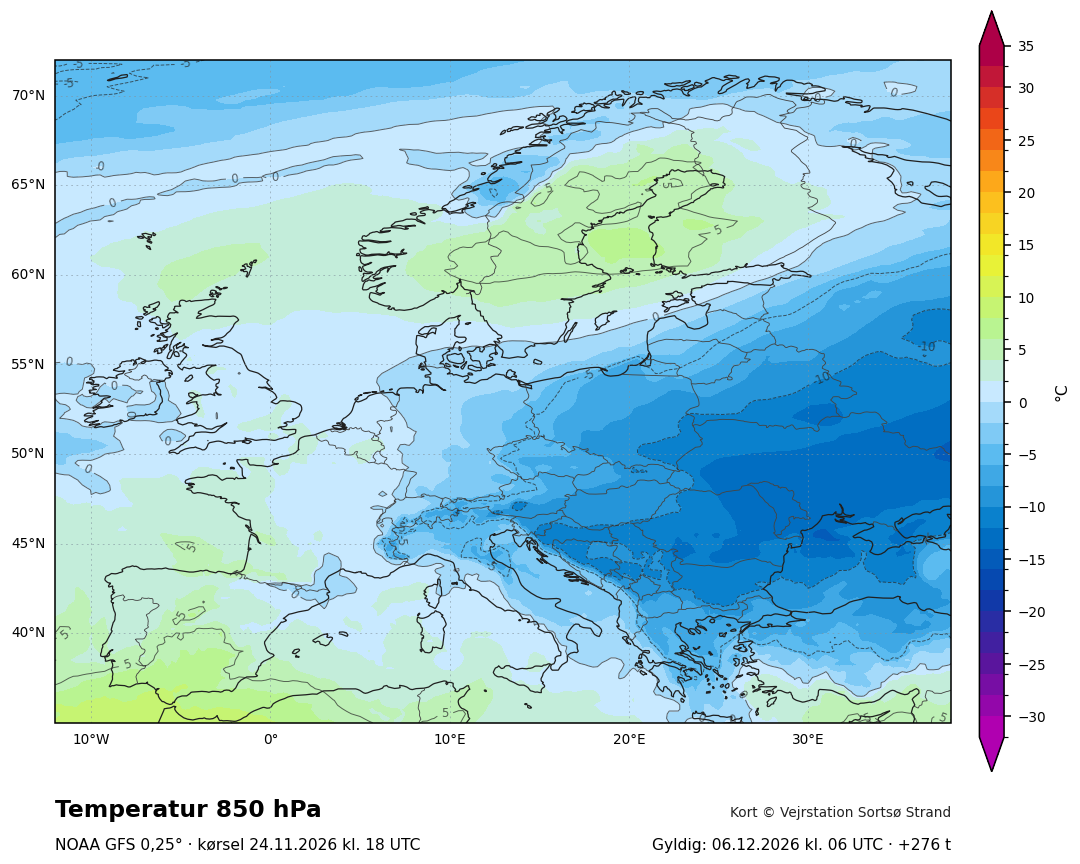 70°N
65°N
60°N
55°N
50°N
45°N
40°N
10°W
0°
10°E
20°E
30°E
35
30
25
20
15
10
5
0
−5
−10
−15
−20
−25
−30
°C
Temperatur 850 hPa
Kort © Vejrstation Sortsø Strand
NOAA GFS 0,25° · kørsel 24.11.2026 kl. 18 UTC
Gyldig: 06.12.2026 kl. 06 UTC · +276 t